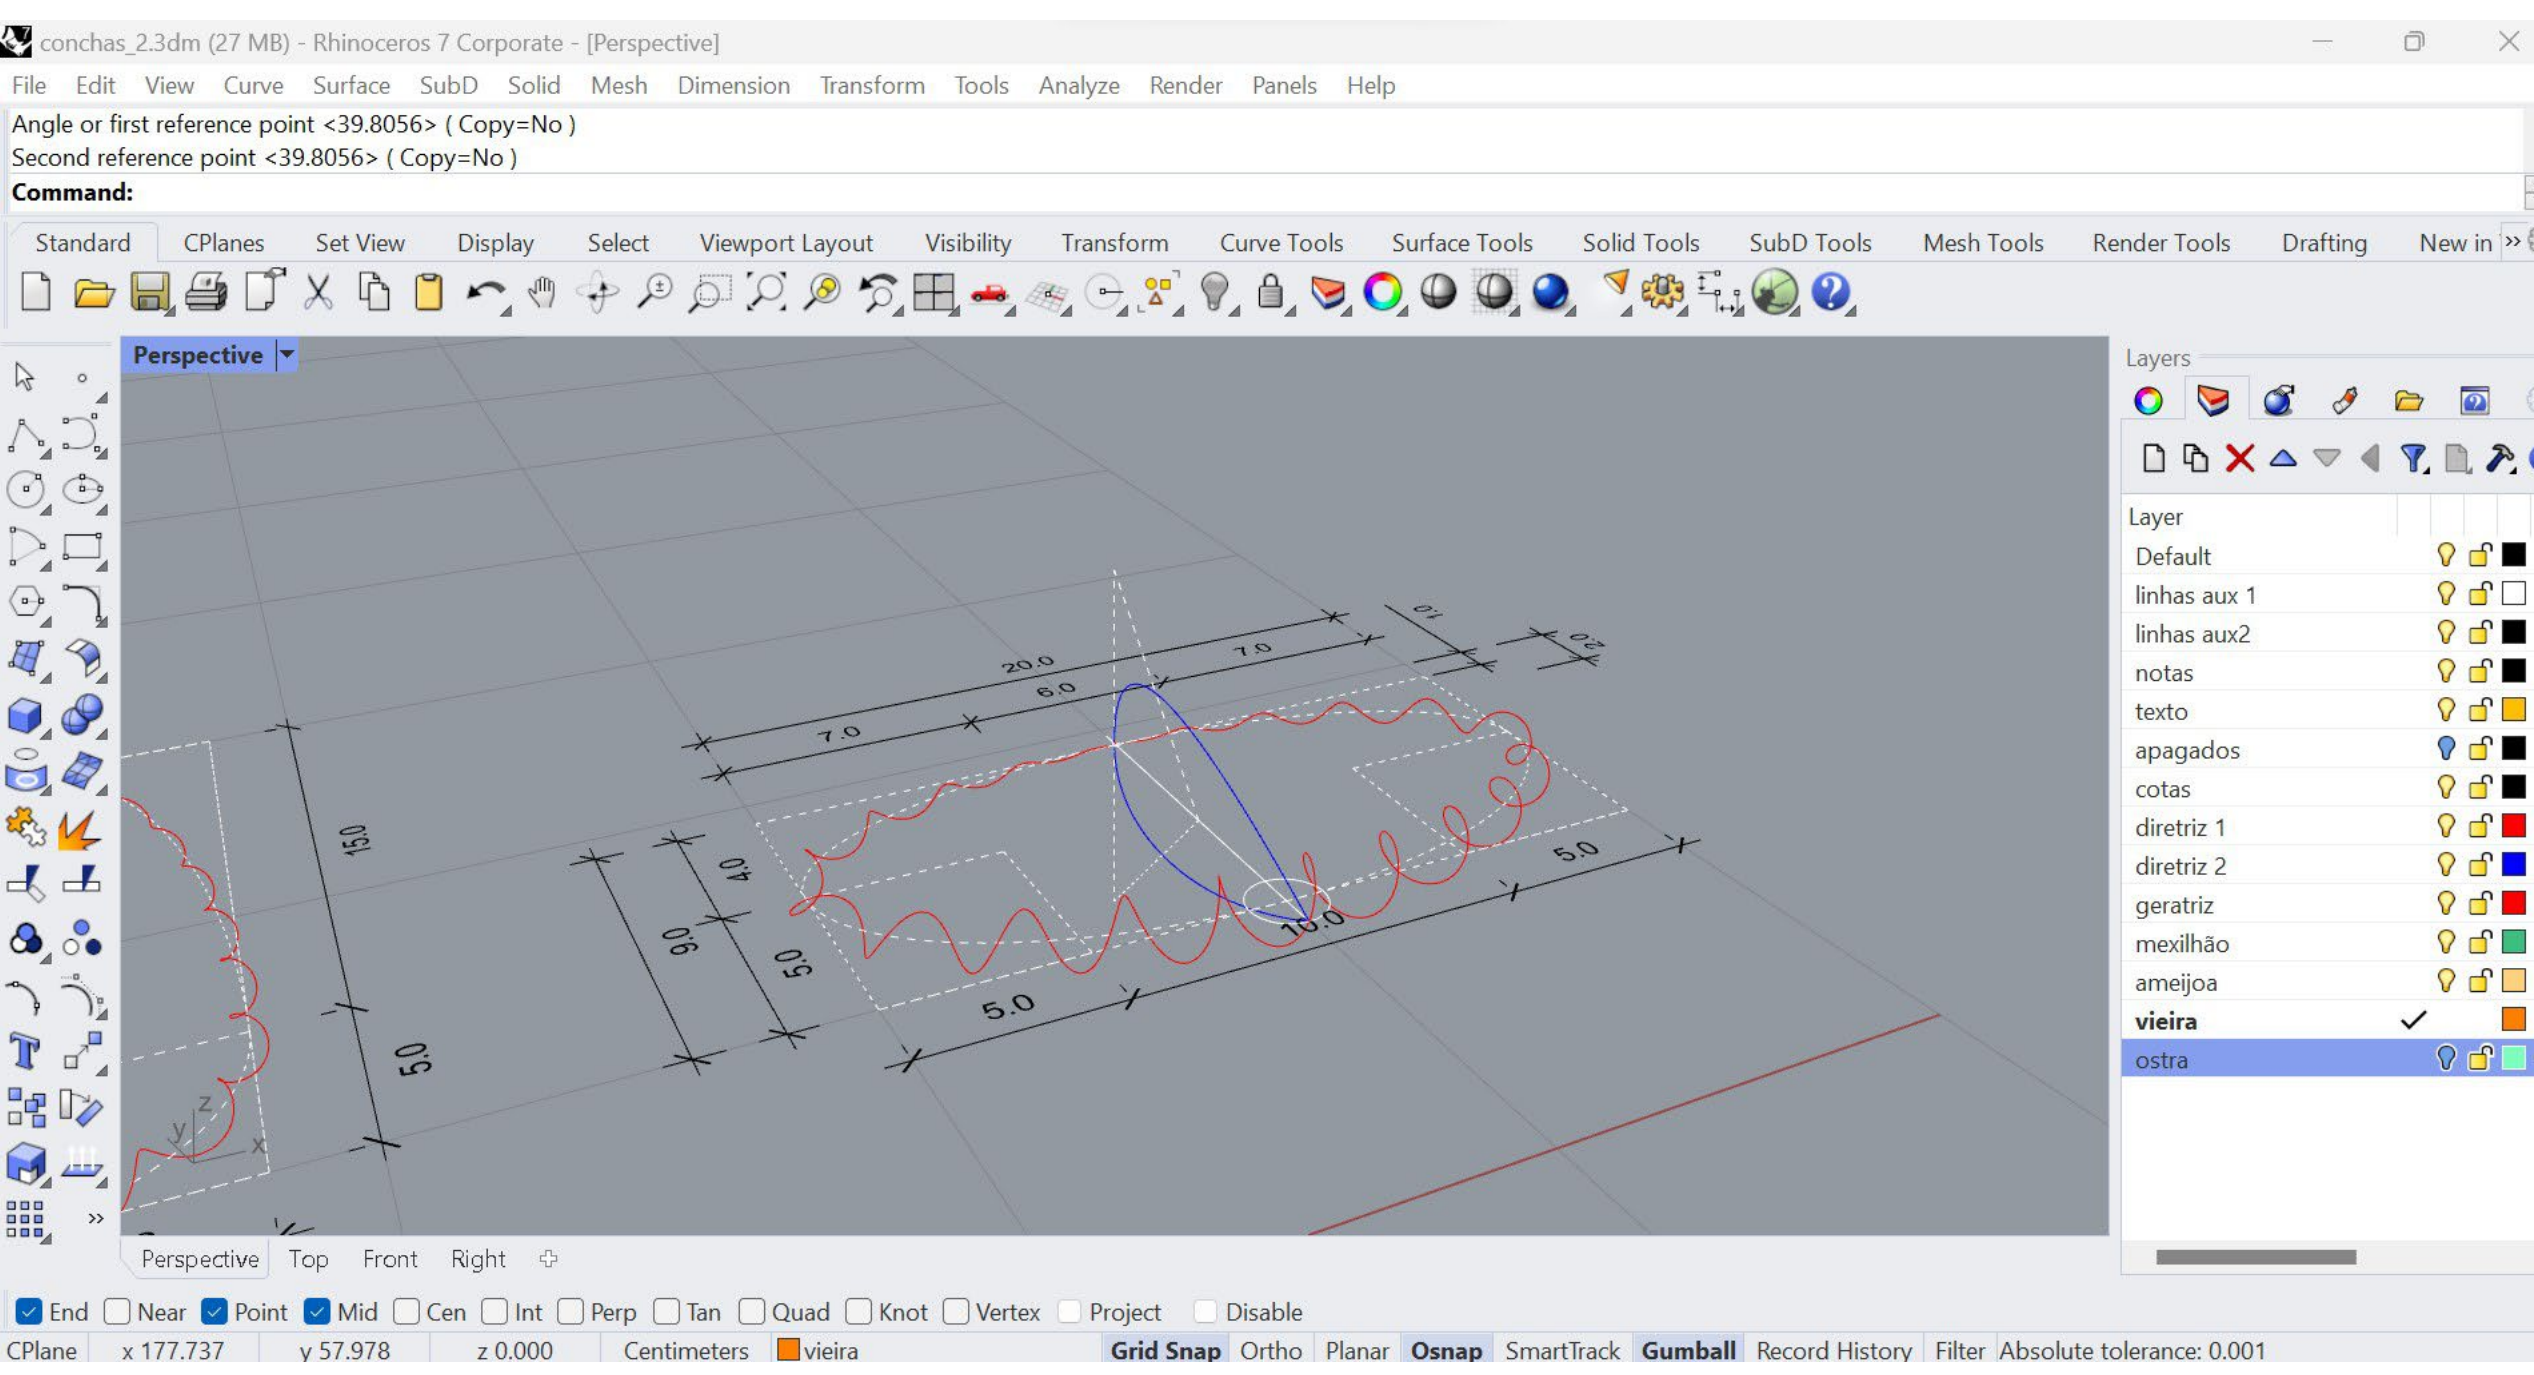 conchas_2.3dm (27 MB) - Rhinoceros 7 Corporate - [Perspective]
File Edit View Curve Surface SubD Solid Mesh Dimension Transform Tools Analyze Render Panels Help
Angle or first reference point <39.8056> ( Copy=No )
Second reference point <39.8056> ( Copy=No )
Command:
Standard CPlanes Set View Display Select Viewport Layout Visibility Transform Curve Tools Surface Tools Solid Tools SubD Tools Mesh Tools Render Tools Drafting New in »
Perspective
Layers
Layer
Default
linhas aux 1
linhas aux2
notas
texto
apagados
cotas
diretriz 1
diretriz 2
geratriz
mexilhão
ameijoa
vieira
ostra
1.0
2.0
20.0
7.0
6.0
7.0
15.0
4.0
9.0
5.0
5.0
10.0
5.0
5.0
z
y
x
Perspective Top Front Right
End Near Point Mid Cen Int Perp Tan Quad Knot Vertex Project Disable
CPlane x 177.737 y 57.978 z 0.000 Centimeters vieira Grid Snap Ortho Planar Osnap SmartTrack Gumball Record History Filter Absolute tolerance: 0.001